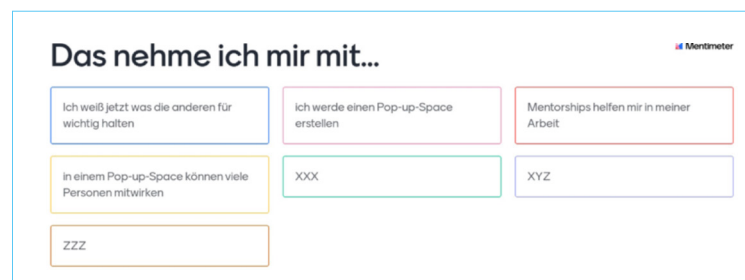 Das nehme ich mir mit...
Mentimeter
Ich weiß jetzt was die anderen für
wichtig halten
ich werde einen Pop-up-Space
erstellen
Mentorships helfen mir in meiner
Arbeit
in einem Pop-up-Space können viele
Personen mitwirken
XXX
XYZ
ZZZ